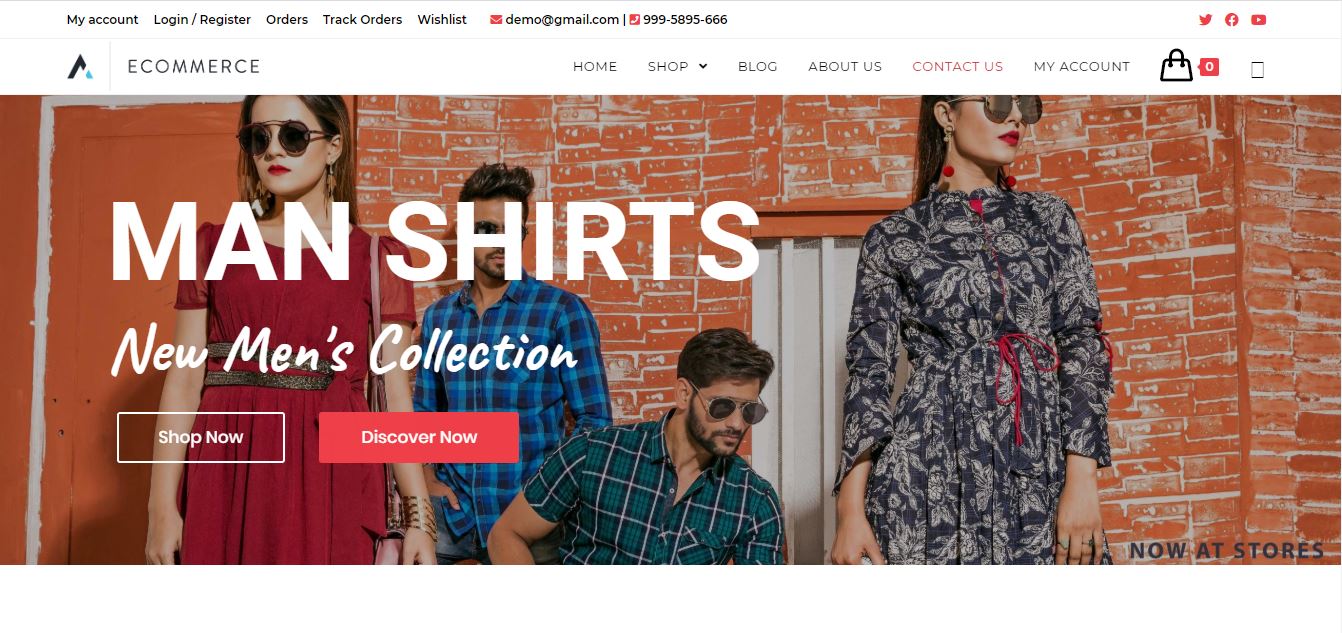 My account Login / Register Orders Track Orders Wishlist demo@gmail.com | 999-5895-666
ECOMMERCE HOME SHOP BLOG ABOUT US CONTACT US MY ACCOUNT 0
MAN SHIRTS
New Men's Collection
Shop Now Discover Now
NOW AT STORES